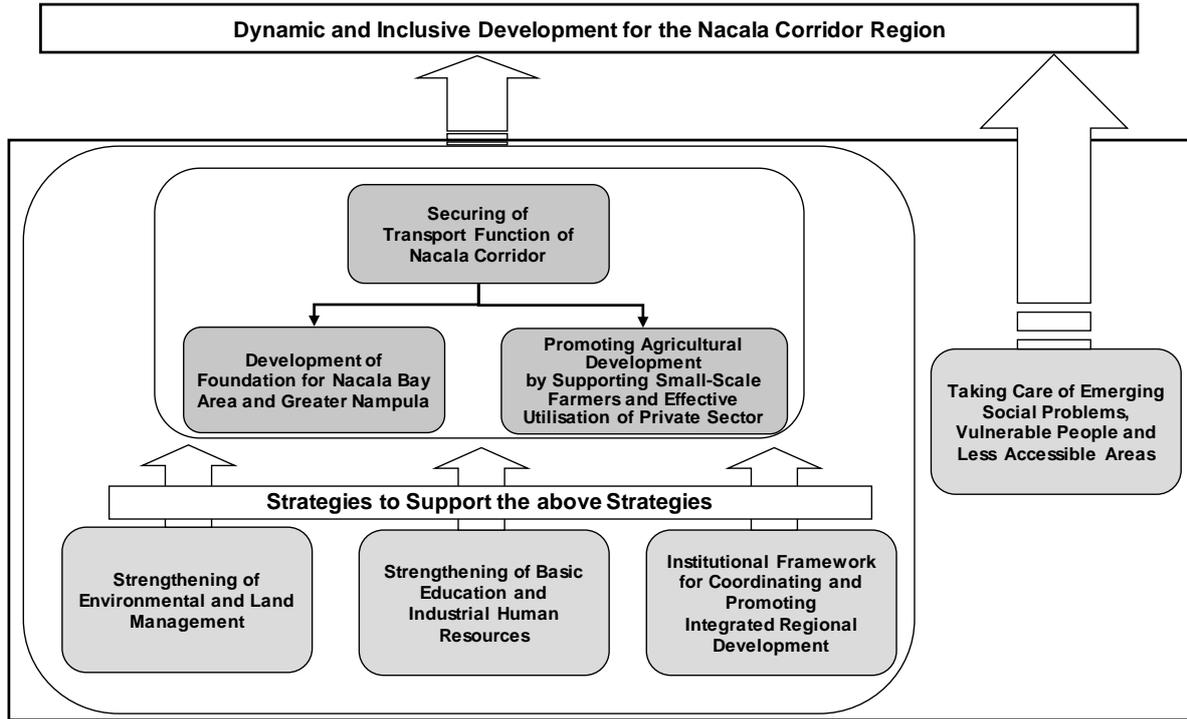 Dynamic and Inclusive Development for the Nacala Corridor Region
Securing of
Transport Function of
Nacala Corridor
Development of
Foundation for Nacala Bay
Area and Greater Nampula
Promoting Agricultural
Development
by Supporting Small-Scale
Farmers and Effective
Utilisation of Private Sector
Taking Care of Emerging
Social Problems,
Vulnerable People and
Less Accessible Areas
Strategies to Support the above Strategies
Strengthening of
Environmental and Land
Management
Strengthening of Basic
Education and
Industrial Human
Resources
Institutional Framework
for Coordinating and
Promoting
Integrated Regional
Development